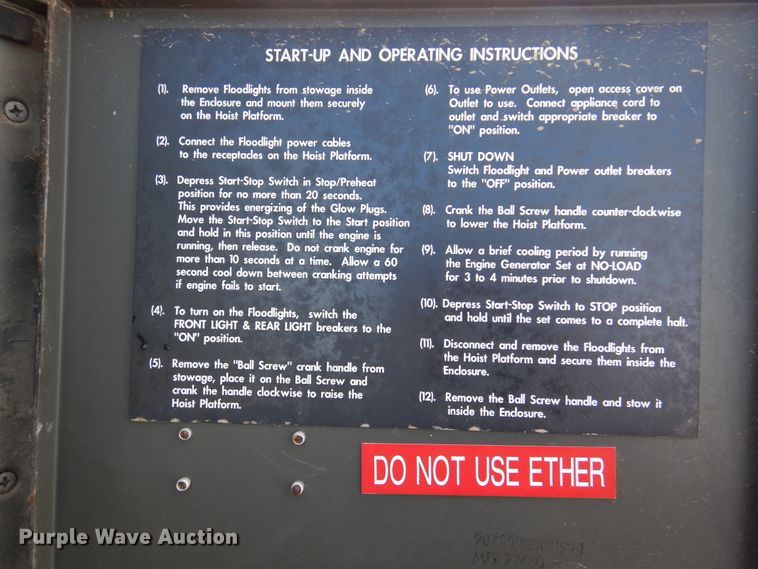 START-UP AND OPERATING INSTRUCTIONS
(1). Remove Floodlights from stowage inside
the Enclosure and mount them securely
on the Hoist Platform.
(2). Connect the Floodlight power cables
to the receptacles on the Hoist Platform.
(3). Depress Start-Stop Switch in Stop/Preheat
position for no more than 20 seconds.
This provides energizing of the Glow Plugs.
Move the Start-Stop Switch to the Start position
and hold in this position until the engine is
running, then release. Do not crank engine for
more than 10 seconds at a time. Allow a 60
second cool down between cranking attempts
if engine fails to start.
(4). To turn on the Floodlights, switch the
FRONT LIGHT & REAR LIGHT breakers to the
"ON" position.
(5). Remove the "Ball Screw" crank handle from
stowage, place it on the Ball Screw and
crank the handle clockwise to raise the
Hoist Platform.
(6). To use Power Outlets, open access cover on
Outlet to use. Connect appliance cord to
outlet and switch appropriate breaker to
"ON" position.
(7). SHUT DOWN
Switch Floodlight and Power outlet breakers
to the "OFF" position.
(8). Crank the Ball Screw handle counter-clockwise
to lower the Hoist Platform.
(9). Allow a brief cooling period by running
the Engine Generator Set at NO-LOAD
for 3 to 4 minutes prior to shutdown.
(10). Depress Start-Stop Switch to STOP position
and hold until the set comes to a complete halt.
(11). Disconnect and remove the Floodlights from
the Hoist Platform and secure them inside the
Enclosure.
(12). Remove the Ball Screw handle and stow it
inside the Enclosure.
DO NOT USE ETHER
Purple Wave Auction